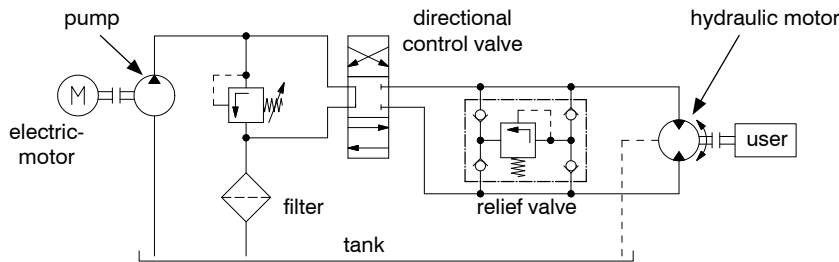 pump
directional
control valve
hydraulic motor
M
electric-
motor
user
filter
relief valve
tank